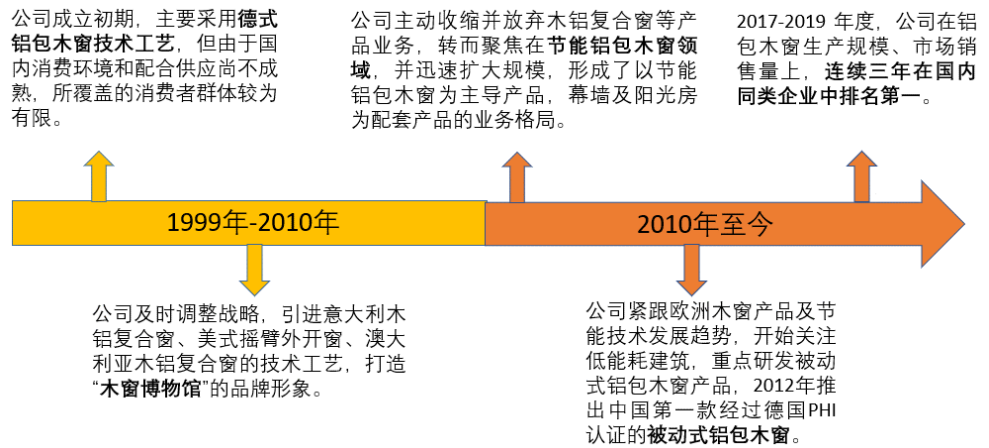 公司成立初期，主要采用德式
铝包木窗技术工艺，但由于国
内消费环境和配合供应尚不成
熟，所覆盖的消费者群体较为
有限。
公司主动收缩并放弃木铝复合窗等产
品业务，转而聚焦在节能铝包木窗领
域，并迅速扩大规模，形成了以节能
铝包木窗为主导产品，幕墙及阳光房
为配套产品的业务格局。
2017-2019 年度，公司在铝
包木窗生产规模、市场销
售量上，连续三年在国内
同类企业中排名第一。
1999年-2010年
2010年至今
公司及时调整战略，引进意大利木
铝复合窗、美式摇臂外开窗、澳大
利亚木铝复合窗的技术工艺，打造
“木窗博物馆”的品牌形象。
公司紧跟欧洲木窗产品及节
能技术发展趋势，开始关注
低能耗建筑，重点研发被动
式铝包木窗产品，2012年推
出中国第一款经过德国PHI
认证的被动式铝包木窗。